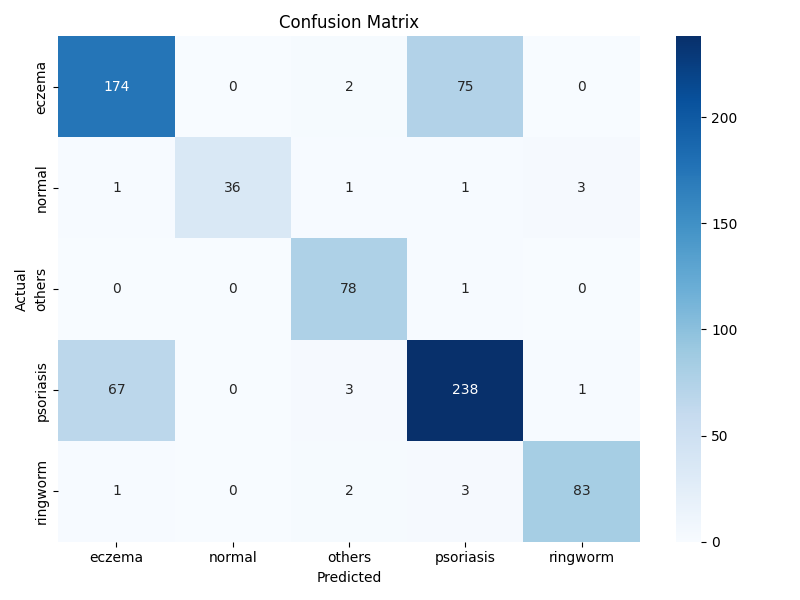 Confusion Matrix
Actual
eczema
174 0 2 75 0
normal
1 36 1 1 3
others
0 0 78 1 0
psoriasis
67 0 3 238 1
ringworm
1 0 2 3 83
eczema normal others psoriasis ringworm
Predicted
200
150
100
50
0